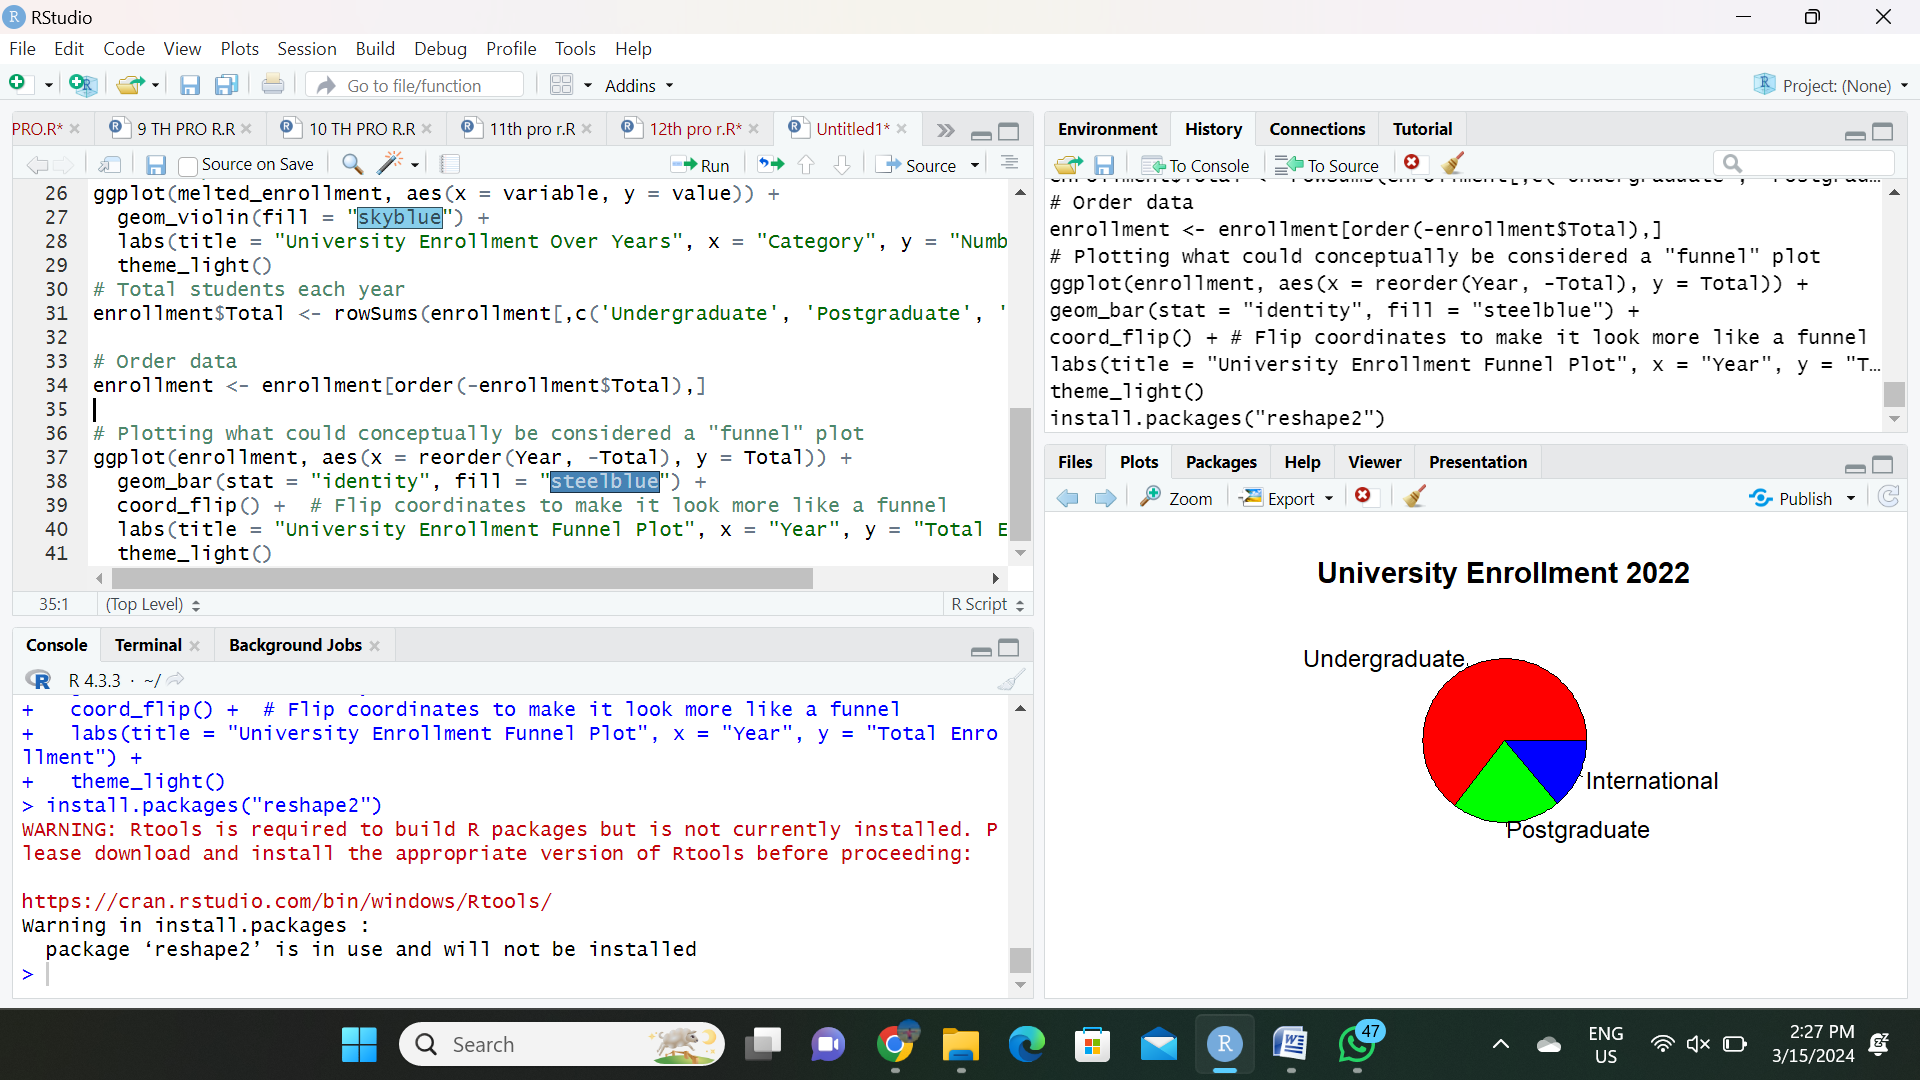 RStudio
File Edit Code View Plots Session Build Debug Profile Tools Help
Go to file/function Addins Project: (None)
PRO.R* 9 TH PRO R.R 10 TH PRO R.R 11th pro r.R 12th pro r.R* Untitled1*
Source on Save Run Source
26 ggplot(melted_enrollment, aes(x = variable, y = value)) +
27 geom_violin(fill = "skyblue") +
28 labs(title = "University Enrollment Over Years", x = "Category", y = "Numb
29 theme_light()
30 # Total students each year
31 enrollment$Total <- rowSums(enrollment[,c('Undergraduate', 'Postgraduate', '
32
33 # Order data
34 enrollment <- enrollment[order(-enrollment$Total),]
35
36 # Plotting what could conceptually be considered a "funnel" plot
37 ggplot(enrollment, aes(x = reorder(Year, -Total), y = Total)) +
38 geom_bar(stat = "identity", fill = "steelblue") +
39 coord_flip() + # Flip coordinates to make it look more like a funnel
40 labs(title = "University Enrollment Funnel Plot", x = "Year", y = "Total E
41 theme_light()
35:1 (Top Level) R Script
Console Terminal Background Jobs
R 4.3.3 · ~/
+ coord_flip() + # Flip coordinates to make it look more like a funnel
+ labs(title = "University Enrollment Funnel Plot", x = "Year", y = "Total Enro
llment") +
+ theme_light()
> install.packages("reshape2")
WARNING: Rtools is required to build R packages but is not currently installed. P
lease download and install the appropriate version of Rtools before proceeding:
https://cran.rstudio.com/bin/windows/Rtools/
Warning in install.packages :
package ‘reshape2’ is in use and will not be installed
>
Environment History Connections Tutorial
To Console To Source
# Order data
enrollment <- enrollment[order(-enrollment$Total),]
# Plotting what could conceptually be considered a "funnel" plot
ggplot(enrollment, aes(x = reorder(Year, -Total), y = Total)) +
geom_bar(stat = "identity", fill = "steelblue") +
coord_flip() + # Flip coordinates to make it look more like a funnel
labs(title = "University Enrollment Funnel Plot", x = "Year", y = "T…
theme_light()
install.packages("reshape2")
Files Plots Packages Help Viewer Presentation
Zoom Export Publish
University Enrollment 2022
Undergraduate
International
Postgraduate
Search
47
ENG
US
2:27 PM
3/15/2024